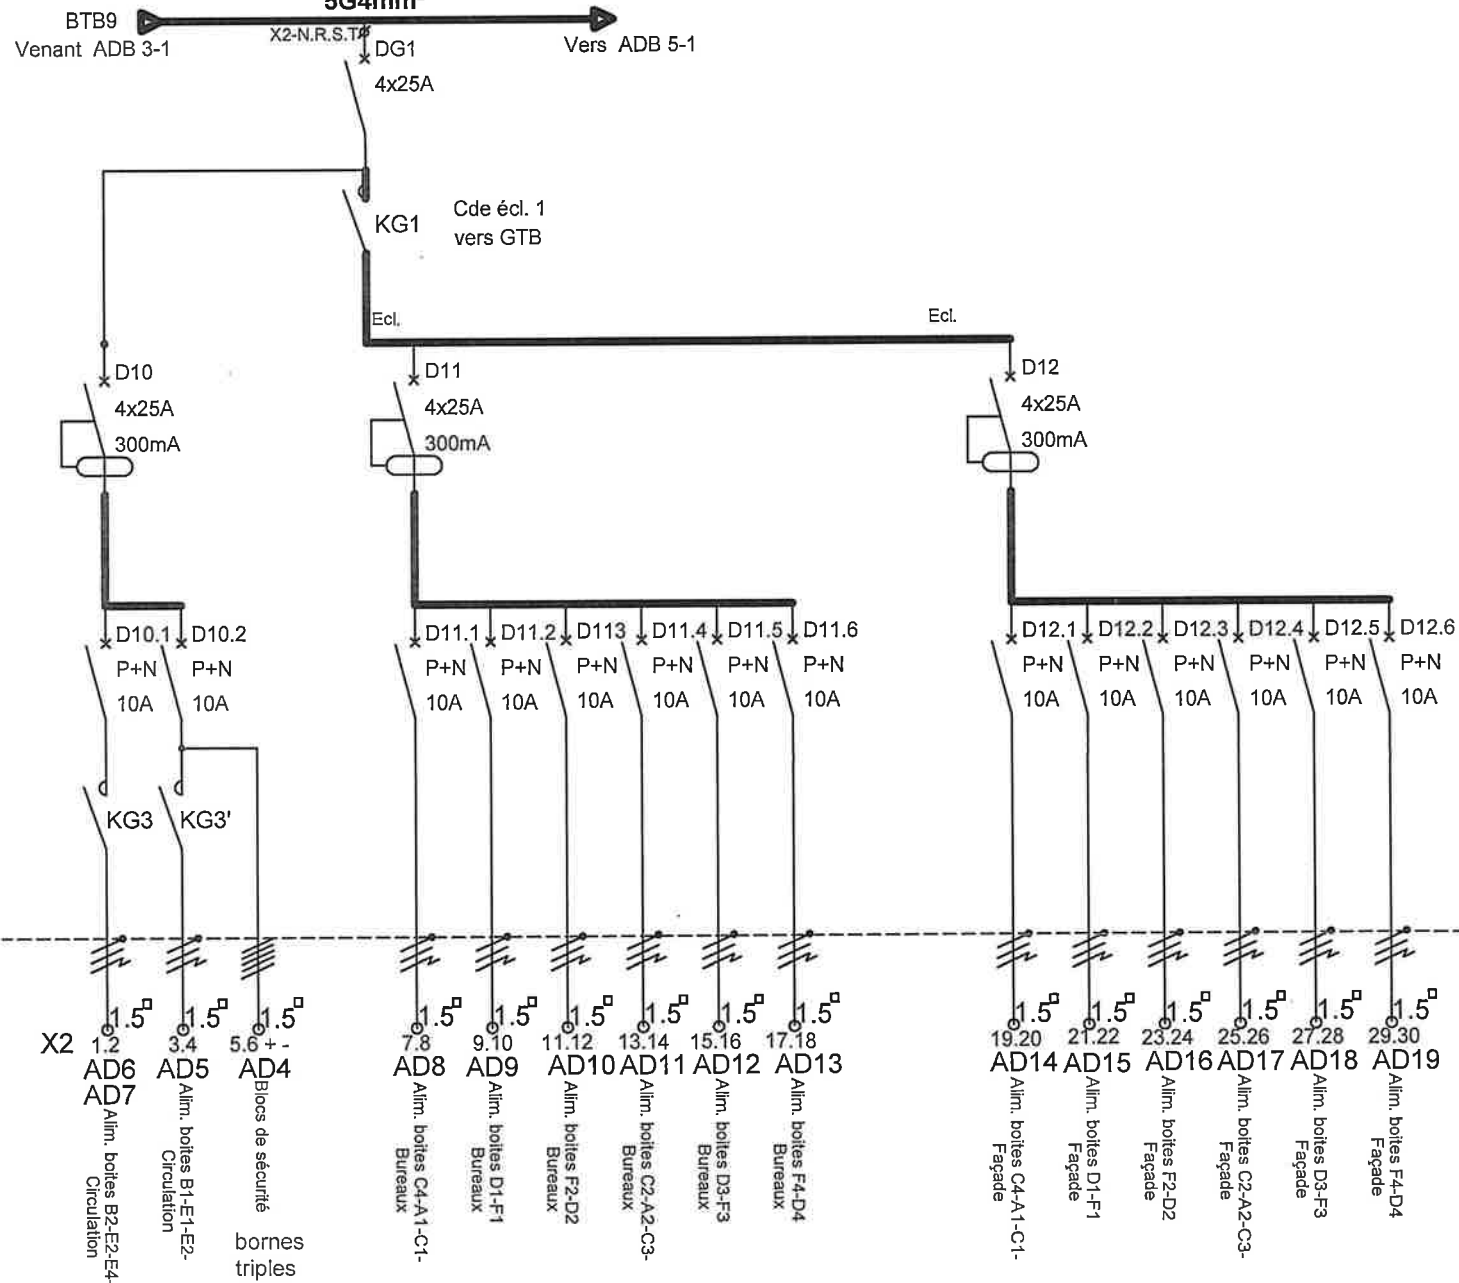 5G4mm²
BTB9
Venant ADB 3-1
X2-N.R.S.T
Vers ADB 5-1
DG1
4x25A
KG1
Cde écl. 1
vers GTB
Ecl.
Ecl.
D10
4x25A
300mA
D11
4x25A
300mA
D12
4x25A
300mA
D10.1
P+N
10A
D10.2
P+N
10A
D11.1
P+N
10A
D11.2
P+N
10A
D113
P+N
10A
D11.4
P+N
10A
D11.5
P+N
10A
D11.6
P+N
10A
D12.1
P+N
10A
D12.2
P+N
10A
D12.3
P+N
10A
D12.4
P+N
10A
D12.5
P+N
10A
D12.6
P+N
10A
KG3
KG3'
1.5 1.5 1.5 1.5 1.5 1.5 1.5 1.5 1.5 1.5 1.5 1.5 1.5 1.5 1.5
X2 1.2 3.4 5.6 + - 7.8 9.10 11.12 13.14 15.16 17.18 19.20 21.22 23.24 25.26 27.28 29.30
AD6 AD5 AD4 AD8 AD9 AD10 AD11 AD12 AD13 AD14 AD15 AD16 AD17 AD18 AD19
AD7
Alim. boites B2-E2-E4-
Circulation
Alim. boites B1-E1-E2-
Circulation
Blocs de sécurité
bornes
triples
Alim. boites C4-A1-C1-
Bureaux
Alim. boites D1-F1
Bureaux
Alim. boites F2-D2
Bureaux
Alim. boites C2-A2-C3-
Bureaux
Alim. boites D3-F3
Bureaux
Alim. boites F4-D4
Bureaux
Alim. boites C4-A1-C1-
Façade
Alim. boites D1-F1
Façade
Alim. boites F2-D2
Façade
Alim. boites C2-A2-C3-
Façade
Alim. boites D3-F3
Façade
Alim. boites F4-D4
Façade